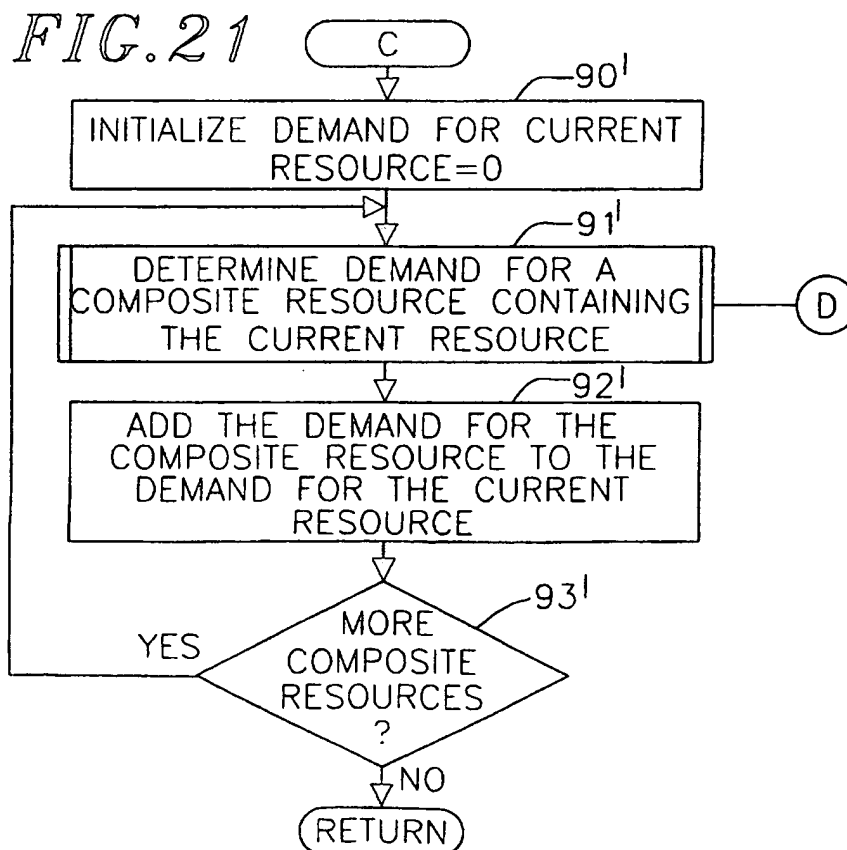 FIG.21
C
90'
INITIALIZE DEMAND FOR CURRENT
RESOURCE=0
91'
DETERMINE DEMAND FOR A
COMPOSITE RESOURCE CONTAINING
THE CURRENT RESOURCE
D
92'
ADD THE DEMAND FOR THE
COMPOSITE RESOURCE TO THE
DEMAND FOR THE CURRENT
RESOURCE
93'
YES
MORE
COMPOSITE
RESOURCES
?
NO
RETURN